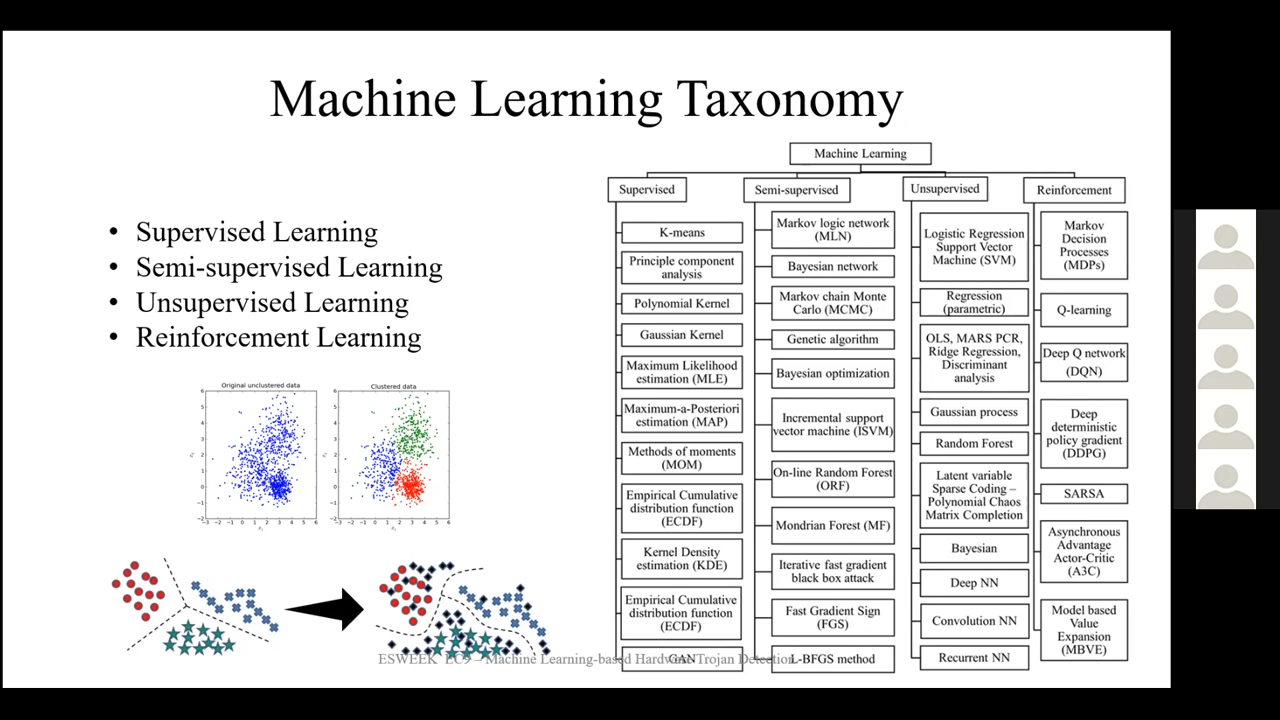 Machine Learning Taxonomy
• Supervised Learning
• Semi-supervised Learning
• Unsupervised Learning
• Reinforcement Learning
Original unclustered data
Clustered data
Machine Learning
Supervised
K-means
Principle component
analysis
Polynomial Kernel
Gaussian Kernel
Maximum Likelihood
estimation (MLE)
Maximum-a-Posteriori
estimation (MAP)
Methods of moments
(MOM)
Empirical Cumulative
distribution function
(ECDF)
Kernel Density
estimation (KDE)
Empirical Cumulative
distribution function
(ECDF)
GAN
Semi-supervised
Markov logic network
(MLN)
Bayesian network
Markov chain Monte
Carlo (MCMC)
Genetic algorithm
Bayesian optimization
Incremental support
vector machine (ISVM)
On-line Random Forest
(ORF)
Mondrian Forest (MF)
Iterative fast gradient
black box attack
Fast Gradient Sign
(FGS)
L-BFGS method
Unsupervised
Logistic Regression
Support Vector
Machine (SVM)
Regression
(parametric)
OLS, MARS PCR,
Ridge Regression,
Discriminant
analysis
Gaussian process
Random Forest
Latent variable
Sparse Coding –
Polynomial Chaos
Matrix Completion
Bayesian
Deep NN
Convolution NN
Recurrent NN
Reinforcement
Markov
Decision
Processes
(MDPs)
Q-learning
Deep Q network
(DQN)
Deep
deterministic
policy gradient
(DDPG)
SARSA
Asynchronous
Advantage
Actor-Critic
(A3C)
Model based
Value
Expansion
(MBVE)
ESWEEK EC9 – Machine Learning-based Hardware Trojan Detection